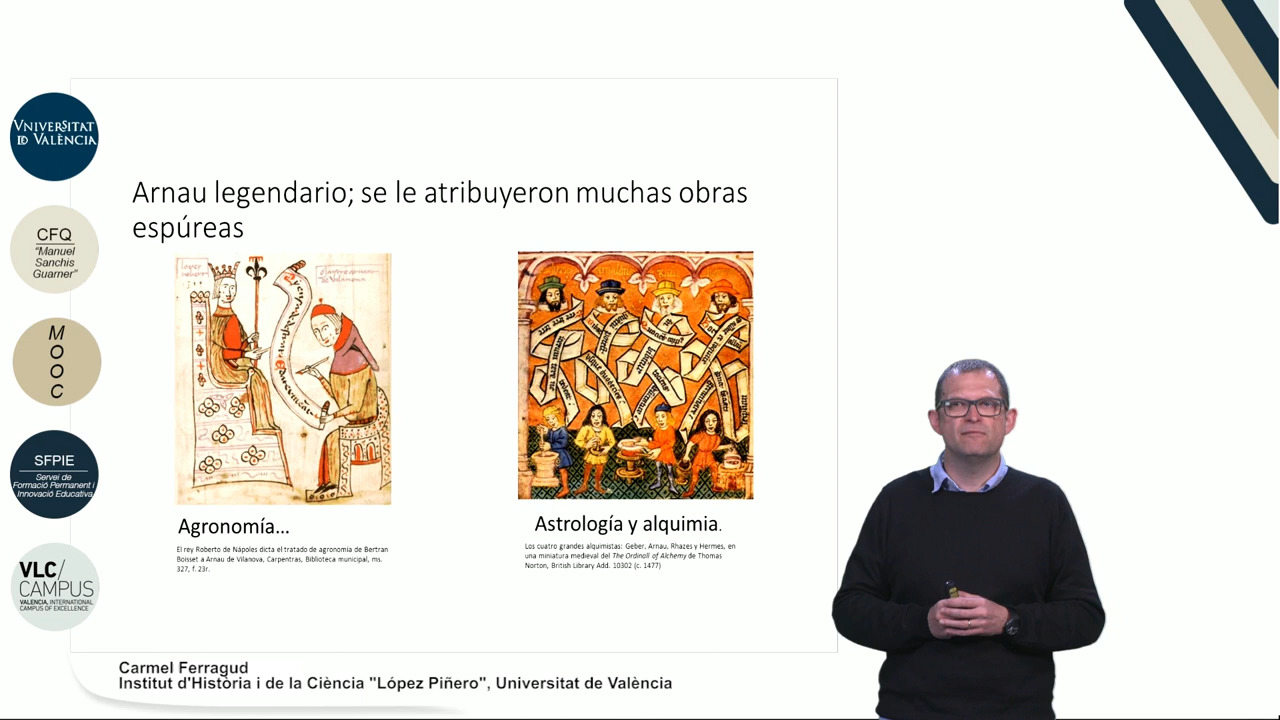 VNIVERSITAT
ID VALÈNCIA
CFQ
"Manuel
Sanchis
Guarner"
M
O
O
C
SFPIE
Servei de
Formació Permanent i
Innovació Educativa
VLC/
CAMPUS
VALENCIA, INTERNATIONAL
CAMPUS OF EXCELLENCE
Arnau legendario; se le atribuyeron muchas obras
espúreas
Agronomía...
El rey Roberto de Nápoles dicta el tratado de agronomía de Bertran
Boisset a Arnau de Vilanova, Carpentras, Biblioteca municipal, ms.
327, f. 23r.
Astrología y alquimia.
Los cuatro grandes alquimistas: Geber, Arnau, Rhazes y Hermes, en
una miniatura medieval del The Ordinall of Alchemy de Thomas
Norton, British Library Add. 10302 (c. 1477)
Carmel Ferragud
Institut d'Història i de la Ciència "López Piñero", Universitat de València